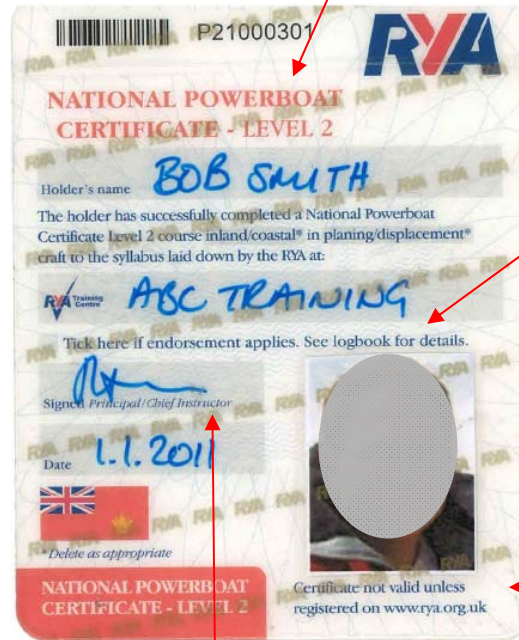 P21000301
RYA
NATIONAL POWERBOAT
CERTIFICATE - LEVEL 2
Holder's name BOB SMITH
The holder has successfully completed a National Powerboat
Certificate Level 2 course inland/coastal* in planing/displacement*
craft to the syllabus laid down by the RYA at:
RYA Training Centre ABC TRAINING
Tick here if endorsement applies. See logbook for details.
Signed Principal/Chief Instructor
Date 1.1.2011
*Delete as appropriate
NATIONAL POWERBOAT
CERTIFICATE - LEVEL 2
Certificate not valid unless
registered on www.rya.org.uk